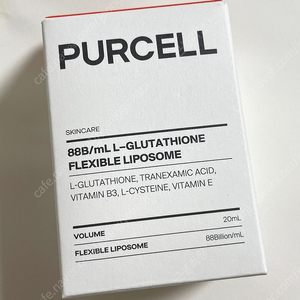 PURCELL
SKINCARE
88B/mL L-GLUTATHIONE
FLEXIBLE LIPOSOME
L-GLUTATHIONE, TRANEXAMIC ACID,
VITAMIN B3, L-CYSTEINE, VITAMIN E
VOLUME 20mL
FLEXIBLE LIPOSOME 88Billion/mL